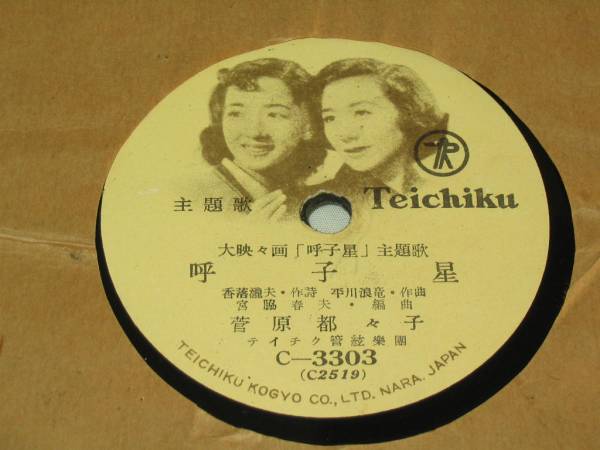 主題歌
Teichiku
大映々画「呼子星」主題歌
呼子星
香落瀧夫・作詩 平川浪竜・作曲
宮脇春夫・編曲
菅原都々子
テイチク管絃樂團
C—3303
(C2519)
TEICHIKU KOGYO CO., LTD. NARA. JAPAN